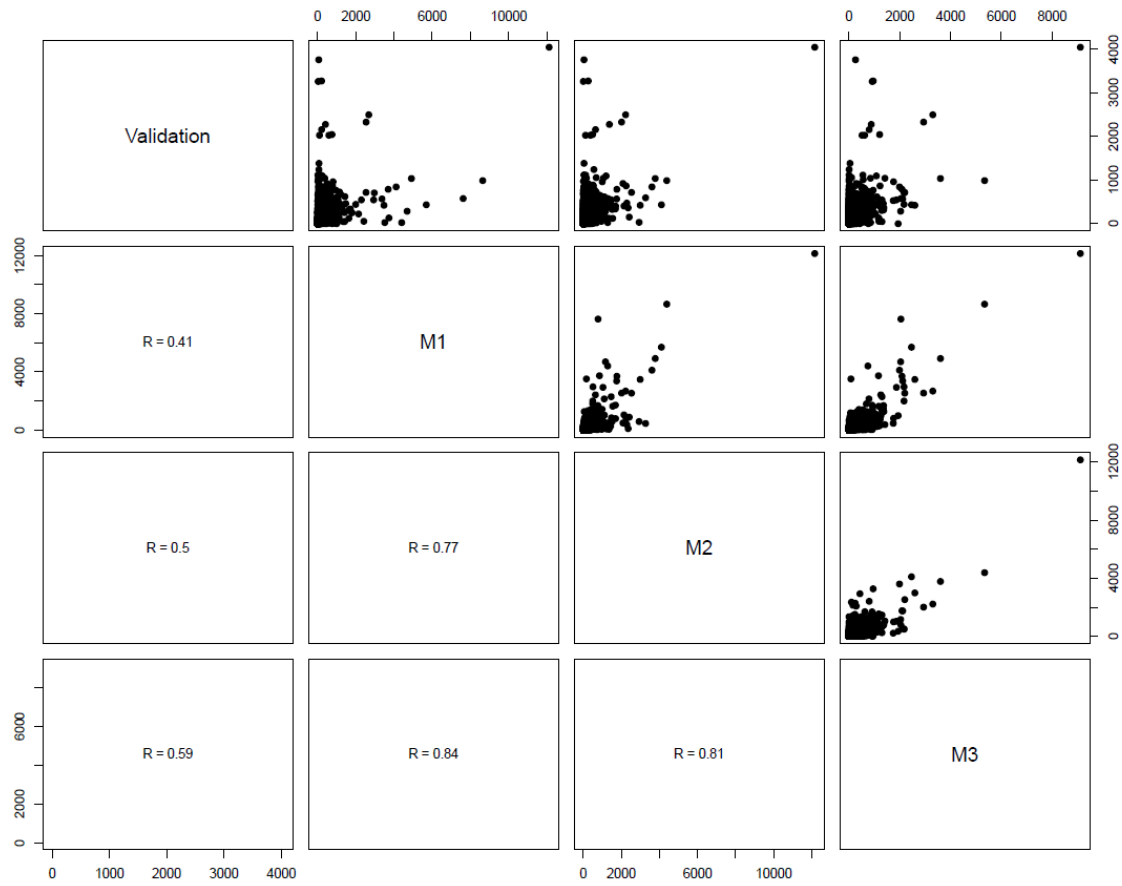 0 2000 6000 10000
0 2000 4000 6000 8000
Validation
0 1000 2000 3000 4000
0 4000 8000 12000
R = 0.41
M1
R = 0.5
R = 0.77
M2
0 4000 8000 12000
0 2000 6000
R = 0.59
R = 0.84
R = 0.81
M3
0 1000 2000 3000 4000
0 2000 6000 10000